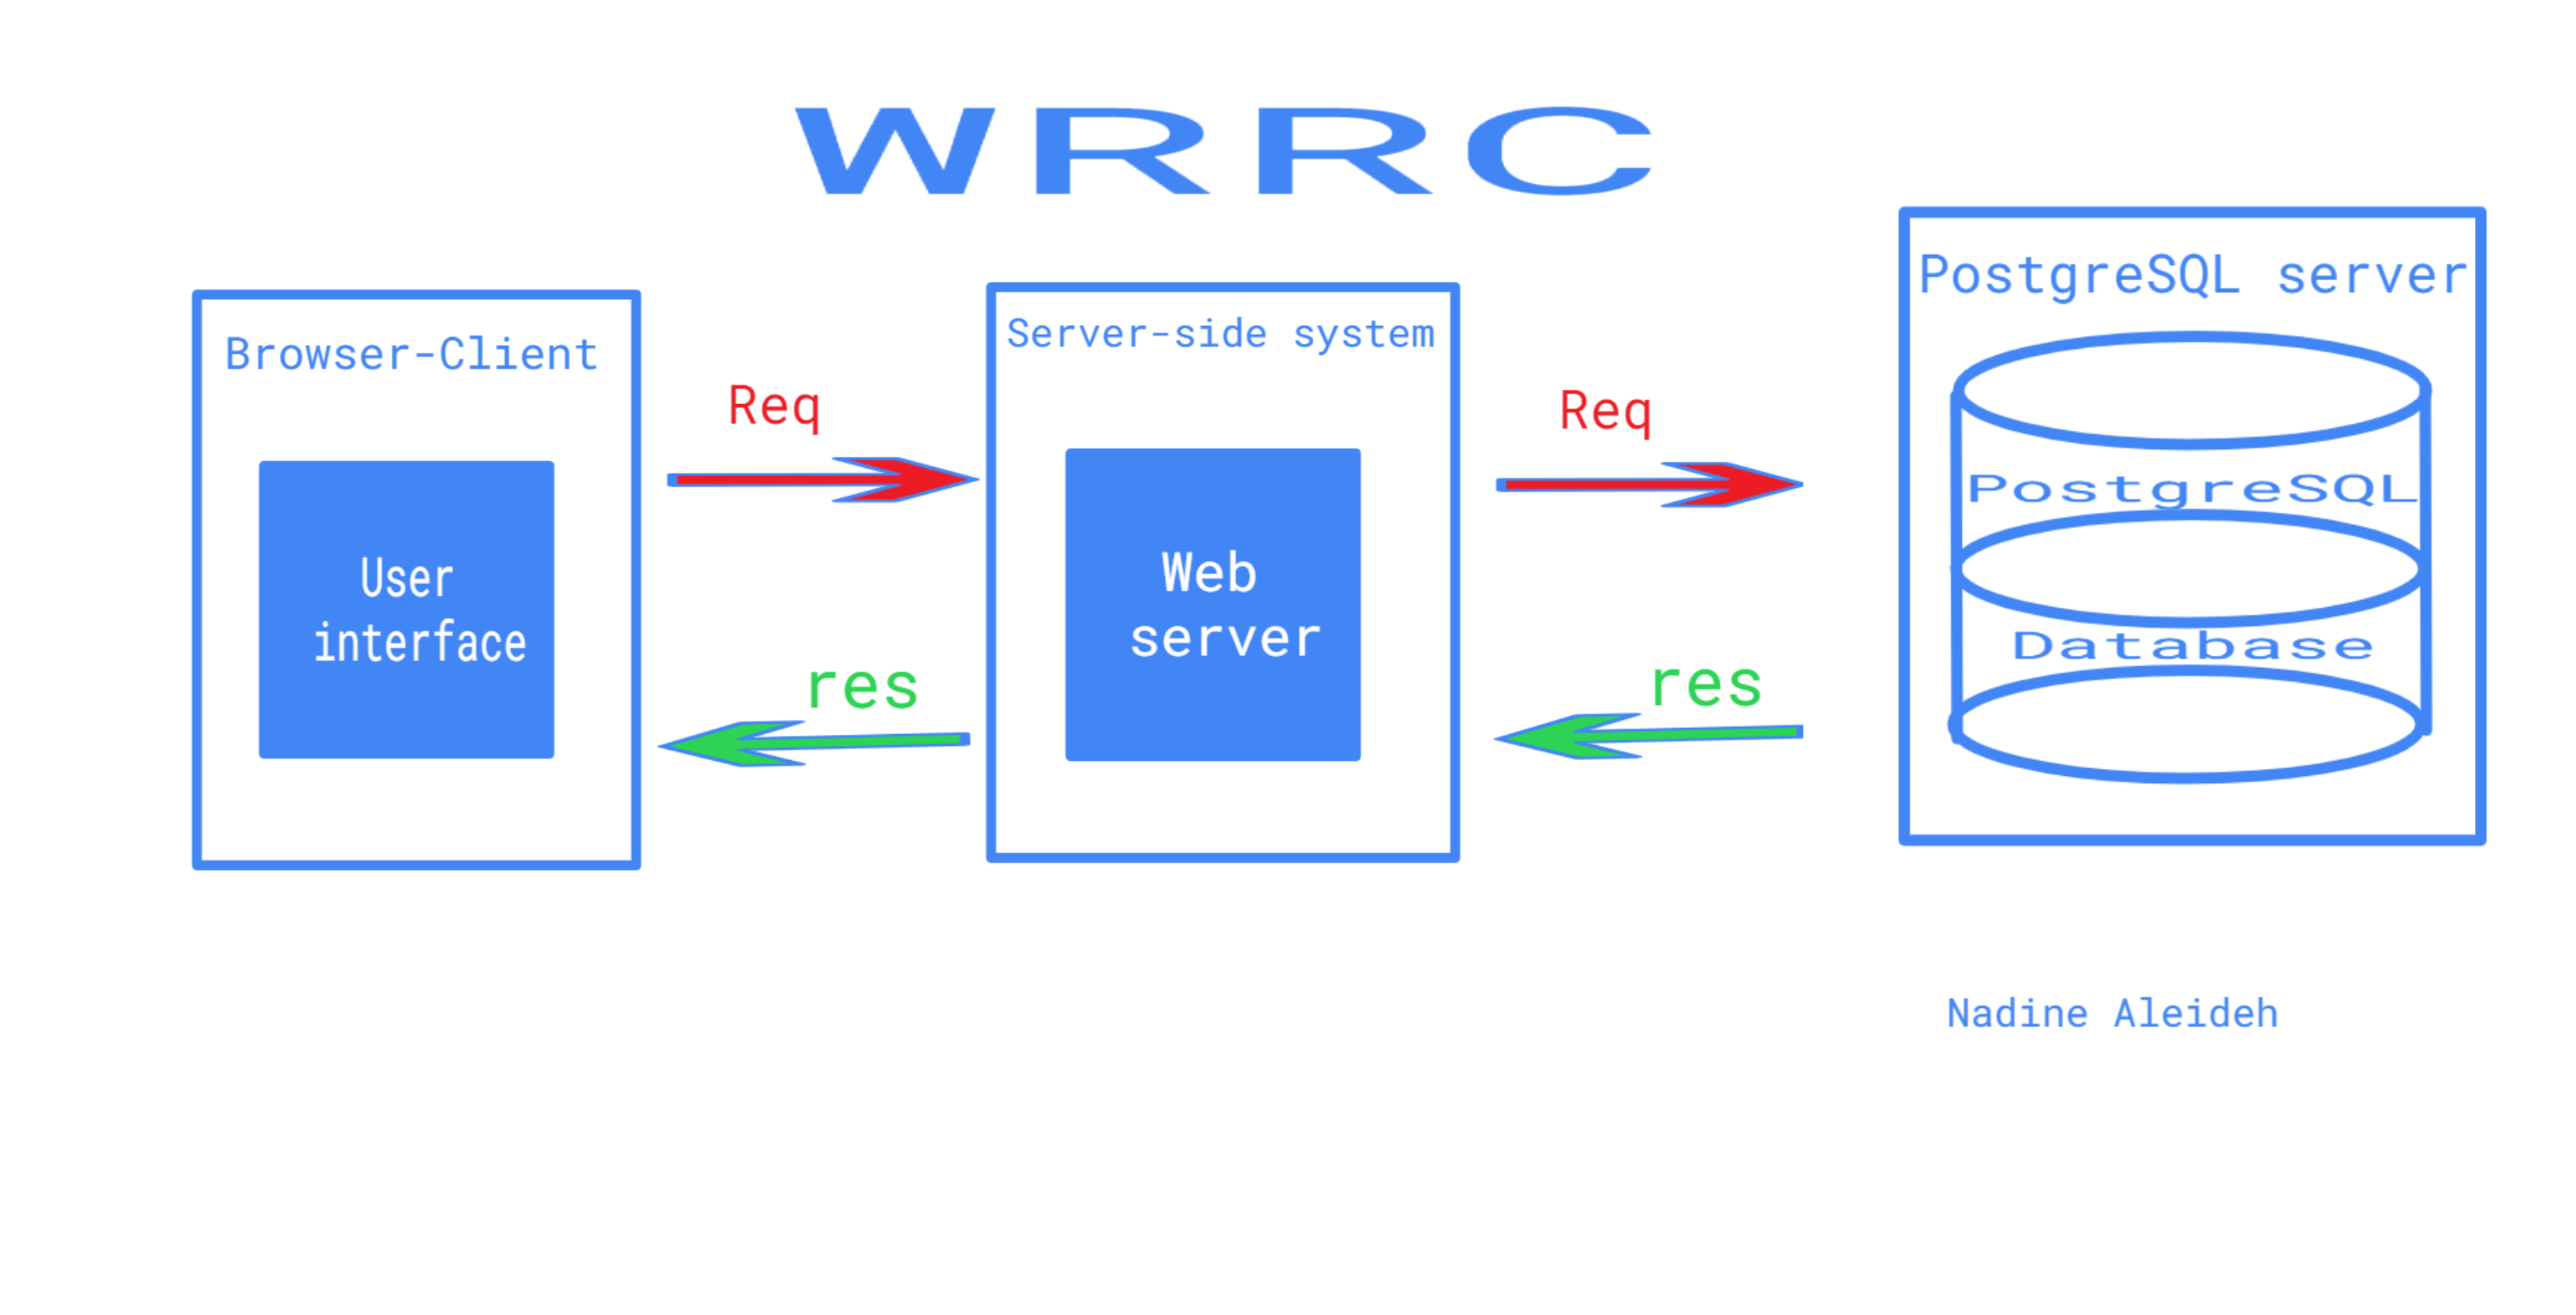 WRRC
Browser-Client
User
interface
Req
res
Server-side system
Web
server
Req
res
PostgreSQL server
PostgreSQL
Database
Nadine Aleideh